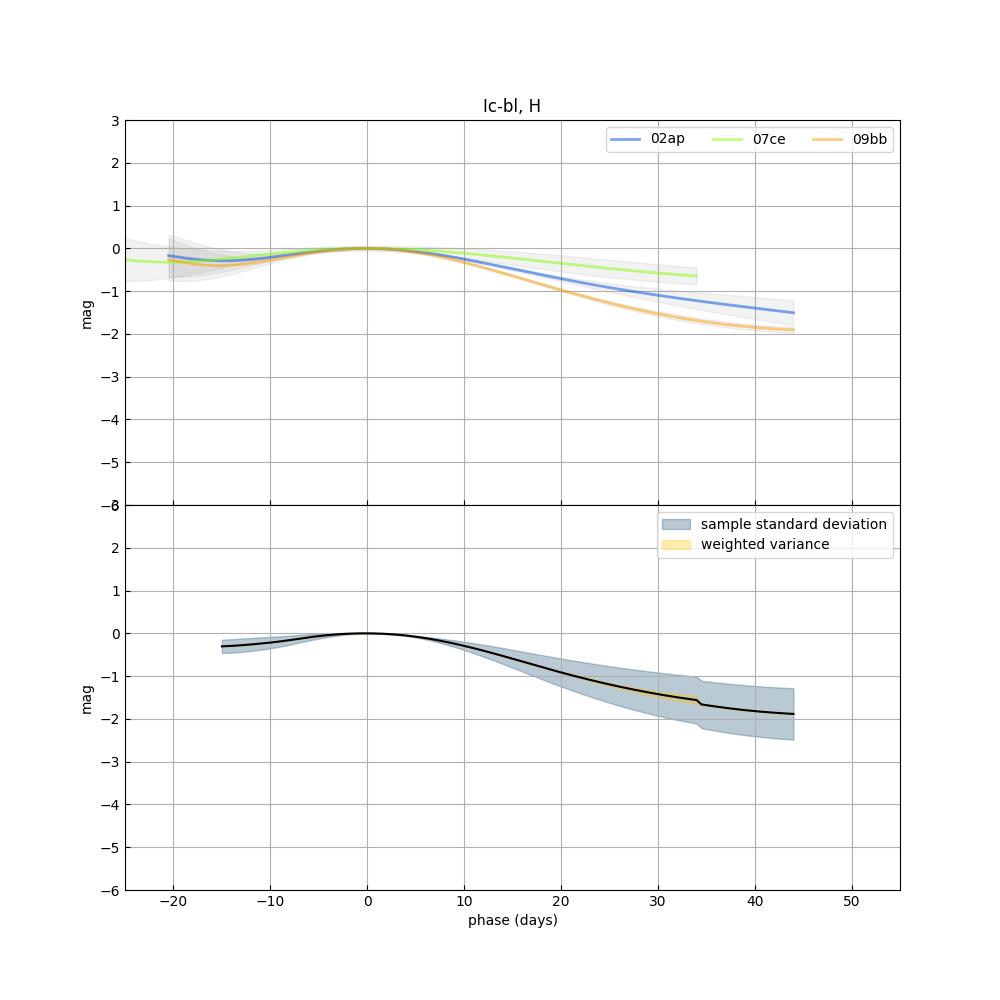 Ic-bl, H
3
2
1
0
−1
−2
−3
−4
−5
−6
mag
02ap 07ce 09bb
3
2
1
0
−1
−2
−3
−4
−5
−6
mag
sample standard deviation
weighted variance
−20 −10 0 10 20 30 40 50
phase (days)